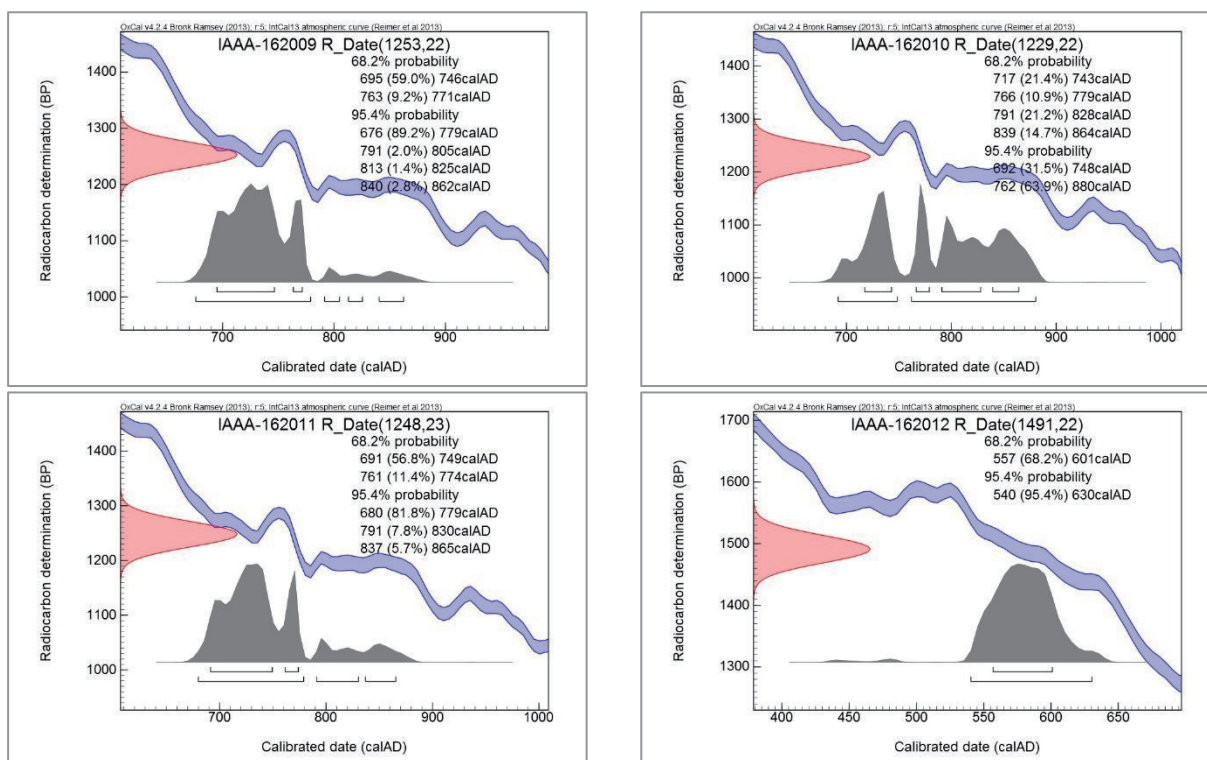 OxCal v4.2.4 Bronk Ramsey (2013); r:5; IntCal13 atmospheric curve (Reimer et al 2013)
IAAA-162009 R_Date(1253,22)
68.2% probability
695 (59.0%) 746calAD
763 (9.2%) 771calAD
95.4% probability
676 (89.2%) 779calAD
791 (2.0%) 805calAD
813 (1.4%) 825calAD
840 (2.8%) 862calAD
Radiocarbon determination (BP)
1400
1300
1200
1100
1000
700
800
900
Calibrated date (calAD)
OxCal v4.2.4 Bronk Ramsey (2013); r:5; IntCal13 atmospheric curve (Reimer et al 2013)
IAAA-162010 R_Date(1229,22)
68.2% probability
717 (21.4%) 743calAD
766 (10.9%) 779calAD
791 (21.2%) 828calAD
839 (14.7%) 864calAD
95.4% probability
692 (31.5%) 748calAD
762 (63.9%) 880calAD
Radiocarbon determination (BP)
1400
1300
1200
1100
1000
700
800
900
1000
Calibrated date (calAD)
OxCal v4.2.4 Bronk Ramsey (2013); r:5; IntCal13 atmospheric curve (Reimer et al 2013)
IAAA-162011 R_Date(1248,23)
68.2% probability
691 (56.8%) 749calAD
761 (11.4%) 774calAD
95.4% probability
680 (81.8%) 779calAD
791 (7.8%) 830calAD
837 (5.7%) 865calAD
Radiocarbon determination (BP)
1400
1300
1200
1100
1000
700
800
900
1000
Calibrated date (calAD)
OxCal v4.2.4 Bronk Ramsey (2013); r:5; IntCal13 atmospheric curve (Reimer et al 2013)
IAAA-162012 R_Date(1491,22)
68.2% probability
557 (68.2%) 601calAD
95.4% probability
540 (95.4%) 630calAD
Radiocarbon determination (BP)
1700
1600
1500
1400
1300
400
450
500
550
600
650
Calibrated date (calAD)